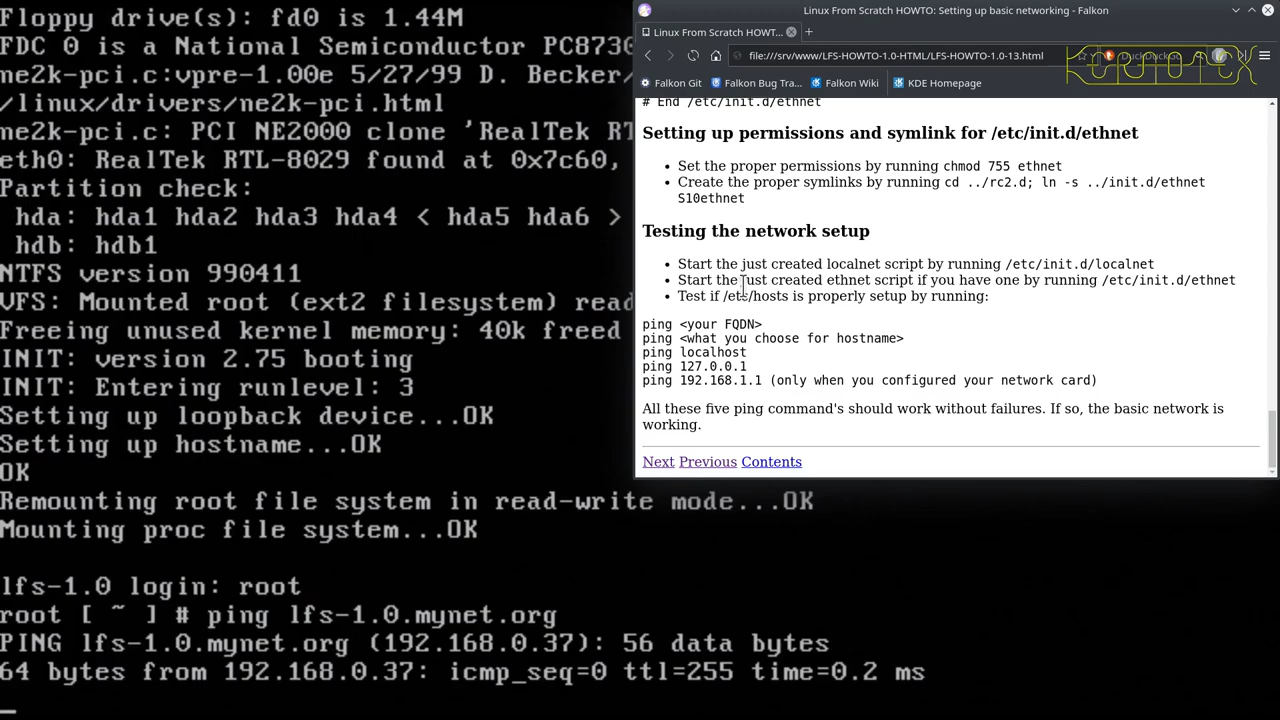 Floppy drive(s): fd0 is 1.44M
FDC 0 is a National Semiconductor PC8730
ne2k-pci.c:vpre-1.00e 5/27/99 D. Becker/
/linux/drivers/ne2k-pci.html
ne2k-pci.c: PCI NE2000 clone 'RealTek RT
eth0: RealTek RTL-8029 found at 0x7c60,
Partition check:
hda: hda1 hda2 hda3 hda4 < hda5 hda6 >
hdb: hdb1
NTFS version 990411
VFS: Mounted root (ext2 filesystem) read
Freeing unused kernel memory: 40k freed
INIT: version 2.75 booting
INIT: Entering runlevel: 3
Setting up loopback device...OK
Setting up hostname...OK
OK
Remounting root file system in read-write mode...OK
Mounting proc file system...OK
lfs-1.0 login: root
root [ ~ ] # ping lfs-1.0.mynet.org
PING lfs-1.0.mynet.org (192.168.0.37): 56 data bytes
64 bytes from 192.168.0.37: icmp_seq=0 ttl=255 time=0.2 ms
Linux From Scratch HOWTO: Setting up basic networking - Falkon
Linux From Scratch HOWT...
file:///srv/www/LFS-HOWTO-1.0-HTML/LFS-HOWTO-1.0-13.html
Falkon Git Falkon Bug Tra... Falkon Wiki KDE Homepage
# End /etc/init.d/ethnet
Setting up permissions and symlink for /etc/init.d/ethnet
• Set the proper permissions by running chmod 755 ethnet
• Create the proper symlinks by running cd ../rc2.d; ln -s ../init.d/ethnet
S10ethnet
Testing the network setup
• Start the just created localnet script by running /etc/init.d/localnet
• Start the just created ethnet script if you have one by running /etc/init.d/ethnet
• Test if /etc/hosts is properly setup by running:
ping <your FQDN>
ping <what you choose for hostname>
ping localhost
ping 127.0.0.1
ping 192.168.1.1 (only when you configured your network card)
All these five ping command's should work without failures. If so, the basic network is
working.
Next Previous Contents